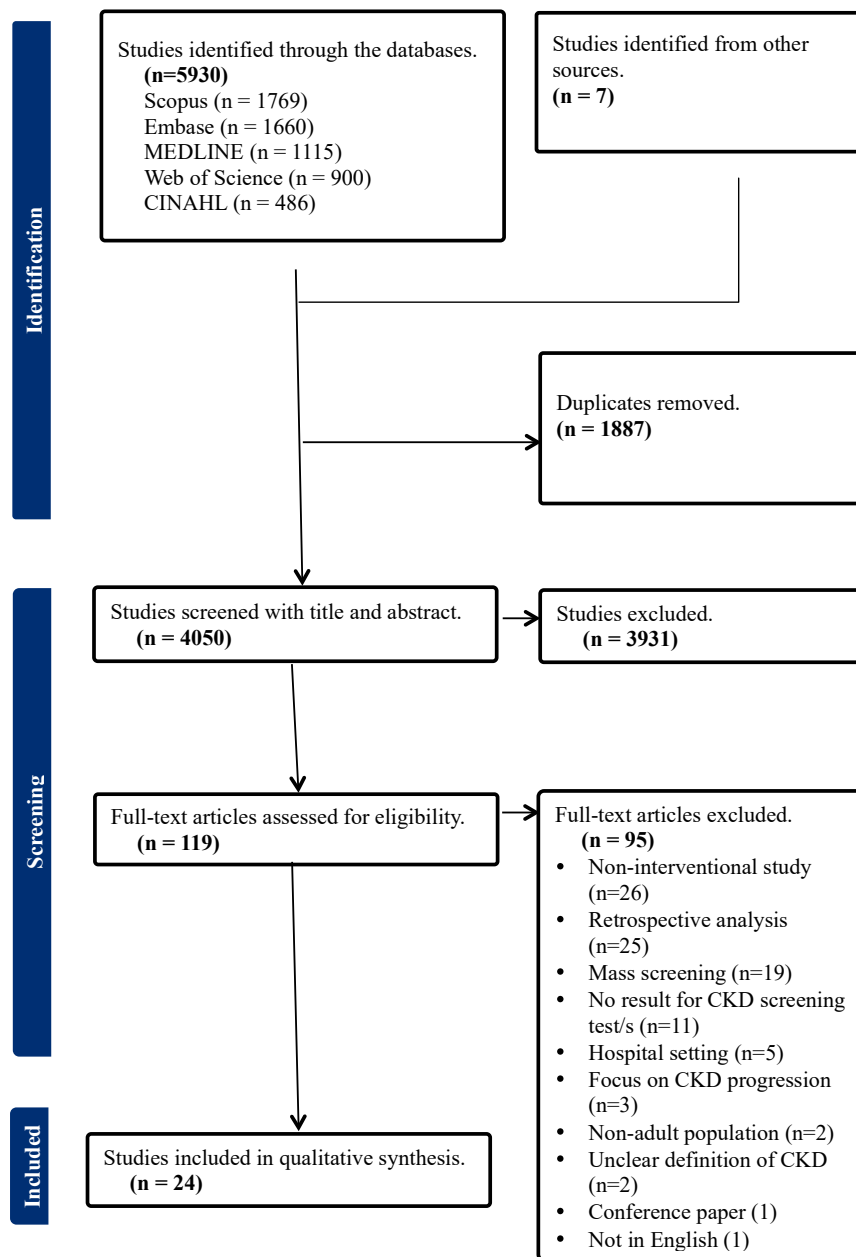 Studies identified through the databases.
(n=5930)
Scopus (n = 1769)
Embase (n = 1660)
MEDLINE (n = 1115)
Web of Science (n = 900)
CINAHL (n = 486)
Studies identified from other
sources.
(n = 7)
Identification
Duplicates removed.
(n = 1887)
Studies screened with title and abstract.
(n = 4050)
Studies excluded.
(n = 3931)
Screening
Full-text articles assessed for eligibility.
(n = 119)
Full-text articles excluded.
(n = 95)
• Non-interventional study
(n=26)
• Retrospective analysis
(n=25)
• Mass screening (n=19)
• No result for CKD screening
test/s (n=11)
• Hospital setting (n=5)
• Focus on CKD progression
(n=3)
• Non-adult population (n=2)
• Unclear definition of CKD
(n=2)
• Conference paper (1)
• Not in English (1)
Included
Studies included in qualitative synthesis.
(n = 24)